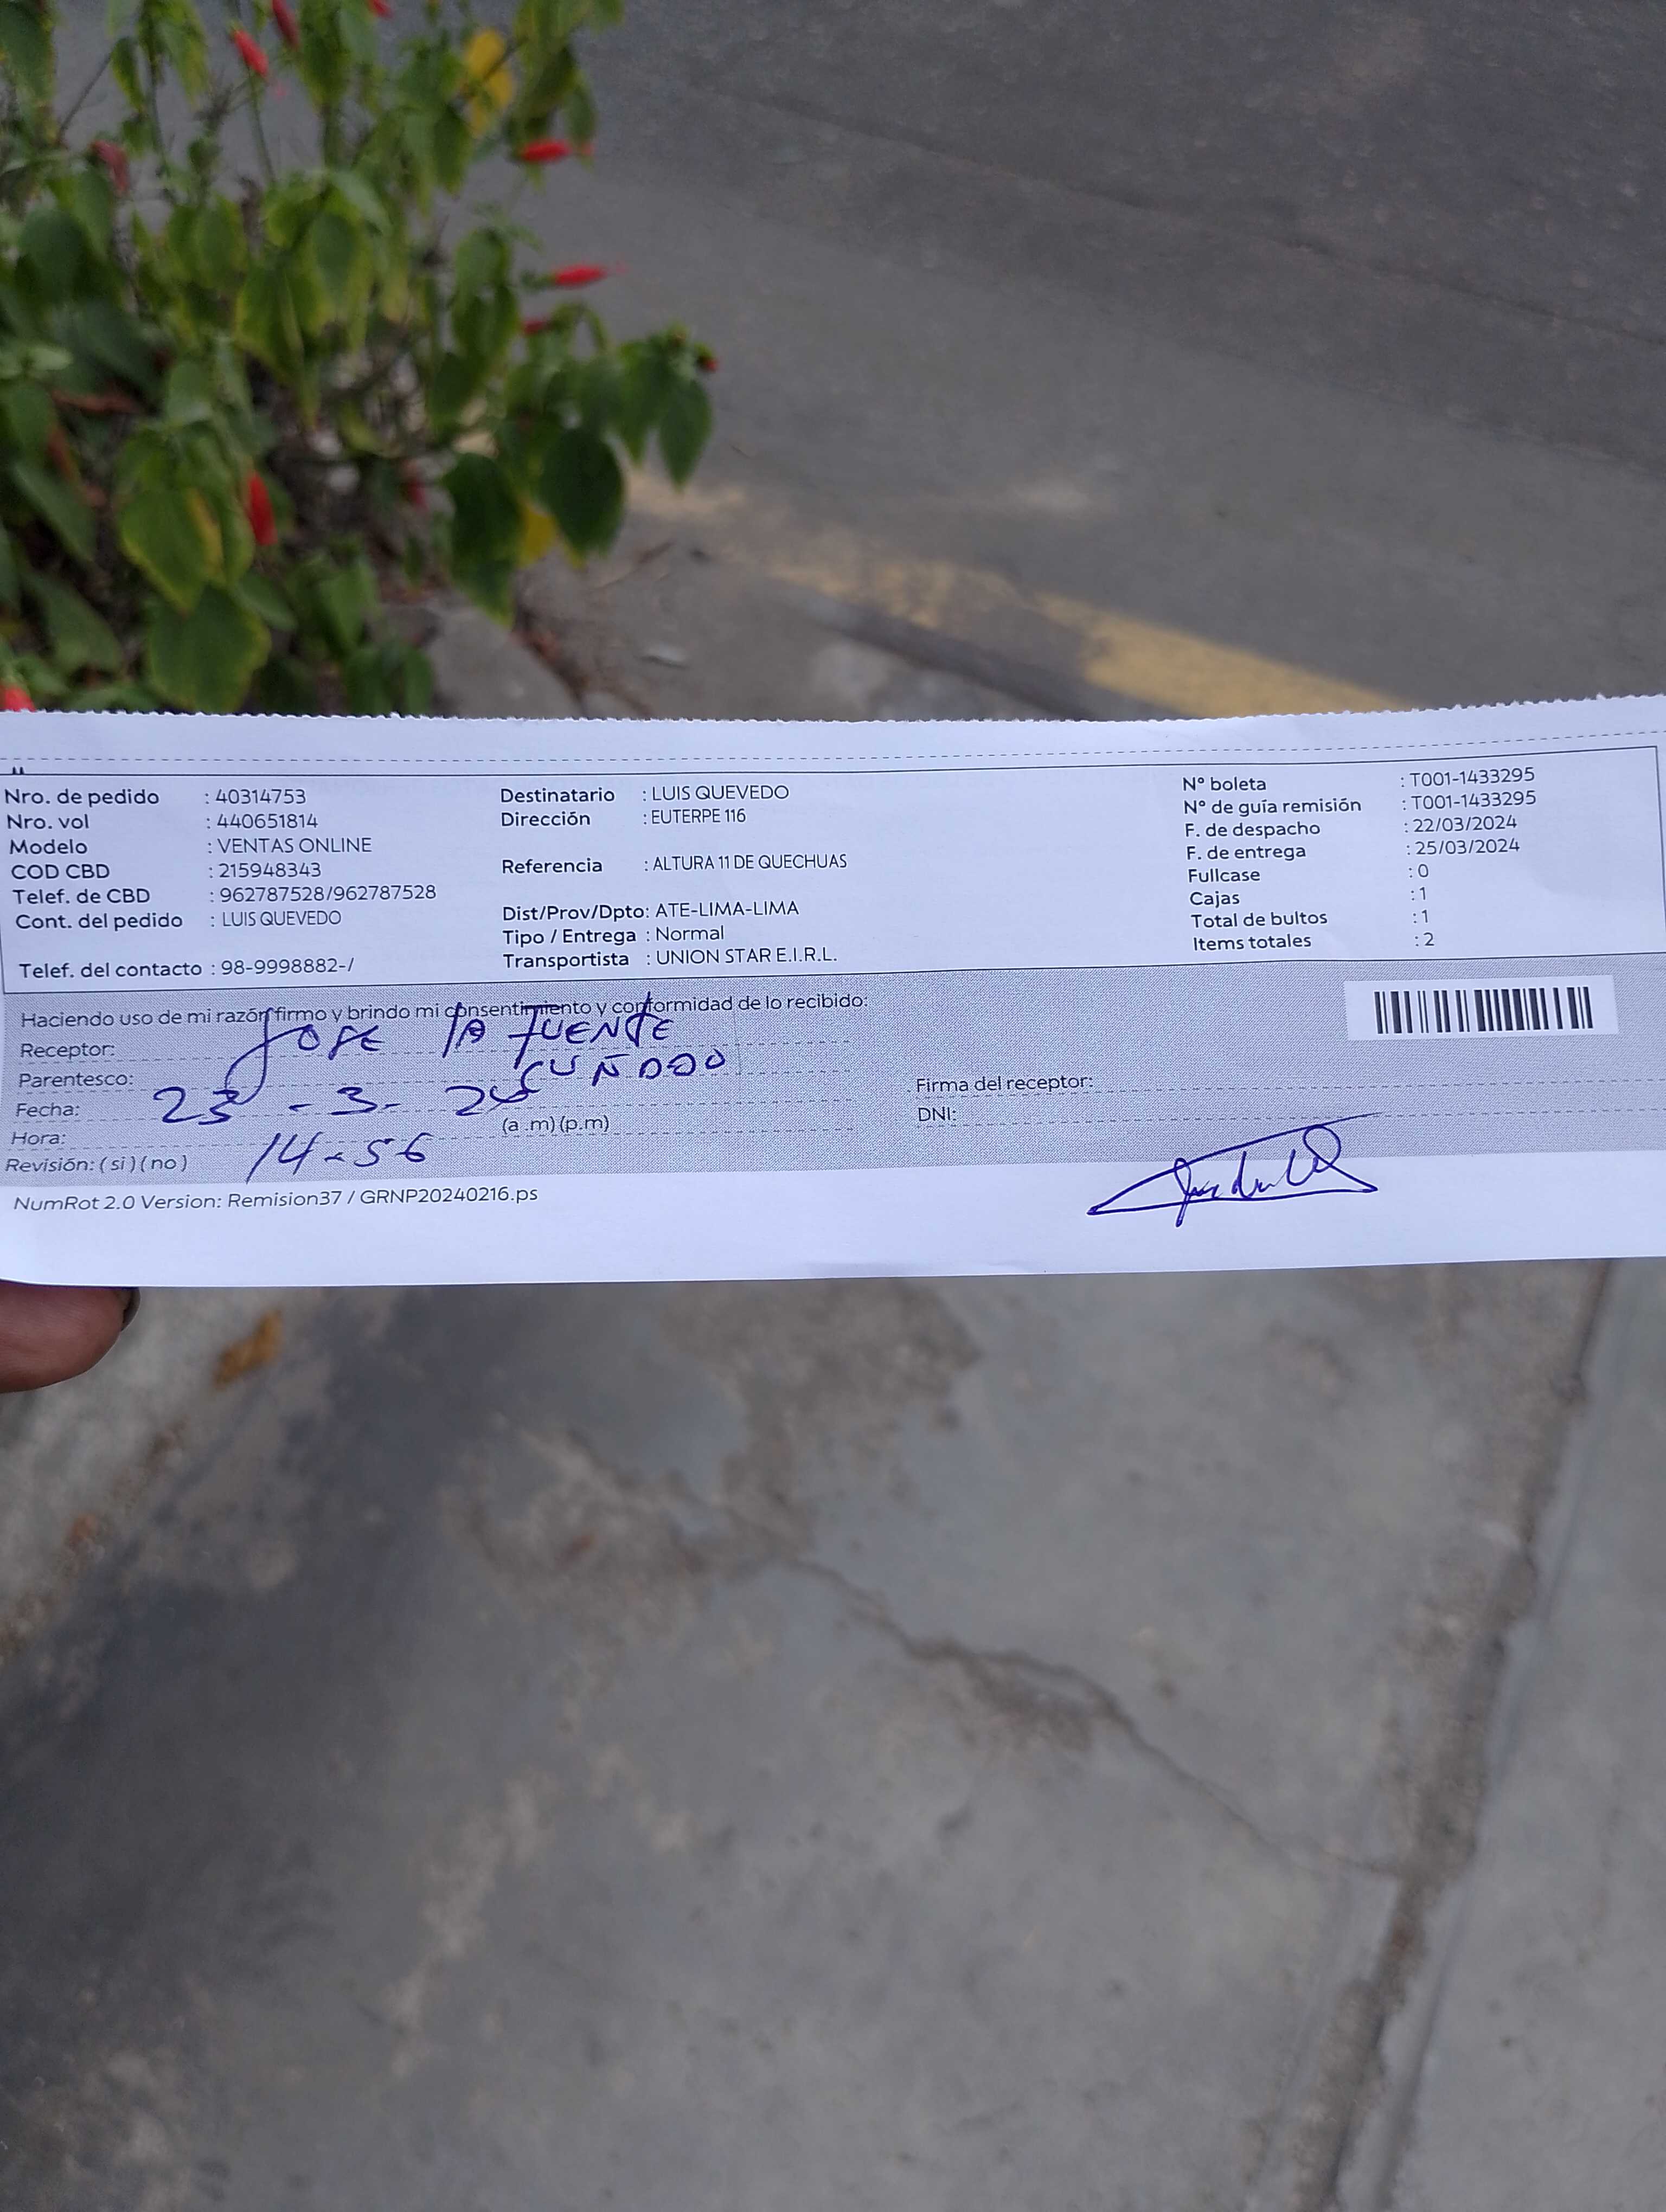 Nro. de pedido : 40314753
Nro. vol : 440651814
Modelo : VENTAS ONLINE
COD CBD : 215948343
Telef. de CBD : 962787528/962787528
Cont. del pedido : LUIS QUEVEDO
Telef. del contacto : 98-9998882-/
Destinatario : LUIS QUEVEDO
Dirección : EUTERPE 116
Referencia : ALTURA 11 DE QUECHUAS
Dist/Prov/Dpto: ATE-LIMA-LIMA
Tipo / Entrega : Normal
Transportista : UNION STAR E.I.R.L.
N° boleta : T001-1433295
N° de guía remisión : T001-1433295
F. de despacho : 22/03/2024
F. de entrega : 25/03/2024
Fullcase : 0
Cajas : 1
Total de bultos : 1
Items totales : 2
Haciendo uso de mi razón firmo y brindo mi consentimiento y conformidad de lo recibido:
Receptor: JOSE LA FUENTE
Parentesco: CUÑADO
Fecha: 23 - 3 - 24
Hora: 14-56 (a .m) (p.m)
Revisión: ( si ) ( no )
Firma del receptor:
DNI:
NumRot 2.0 Version: Remision37 / GRNP20240216.ps